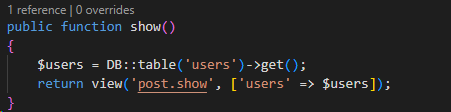 1 reference | 0 overrides
public function show()
{
    $users = DB::table('users')->get();
    return view('post.show', ['users' => $users]);
}